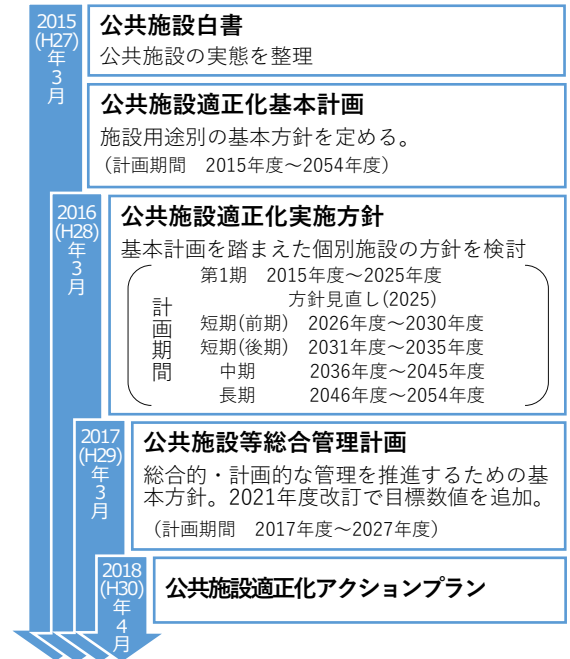 2015
(H27)
年
3
月
公共施設白書
公共施設の実態を整理
公共施設適正化基本計画
施設用途別の基本方針を定める。
（計画期間　2015年度～2054年度）
2016
(H28)
年
3
月
公共施設適正化実施方針
基本計画を踏まえた個別施設の方針を検討
計画期間
第1期　2015年度～2025年度
方針見直し(2025)
短期(前期)　2026年度～2030年度
短期(後期)　2031年度～2035年度
中期　2036年度～2045年度
長期　2046年度～2054年度
2017
(H29)
年
3
月
公共施設等総合管理計画
総合的・計画的な管理を推進するための基
本方針。2021年度改訂で目標数値を追加。
（計画期間　2017年度～2027年度）
2018
(H30)
年
4
月
公共施設適正化アクションプラン